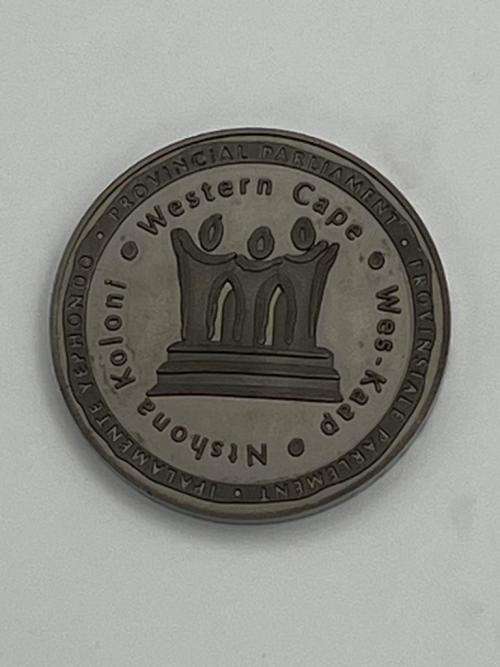 PROVINCIAL PARLIAMENT • PROVINSIALE PARLEMENT • IPALAMENTE YEPHONDO •
Western Cape • Wes-Kaap • Ntshona Koloni •